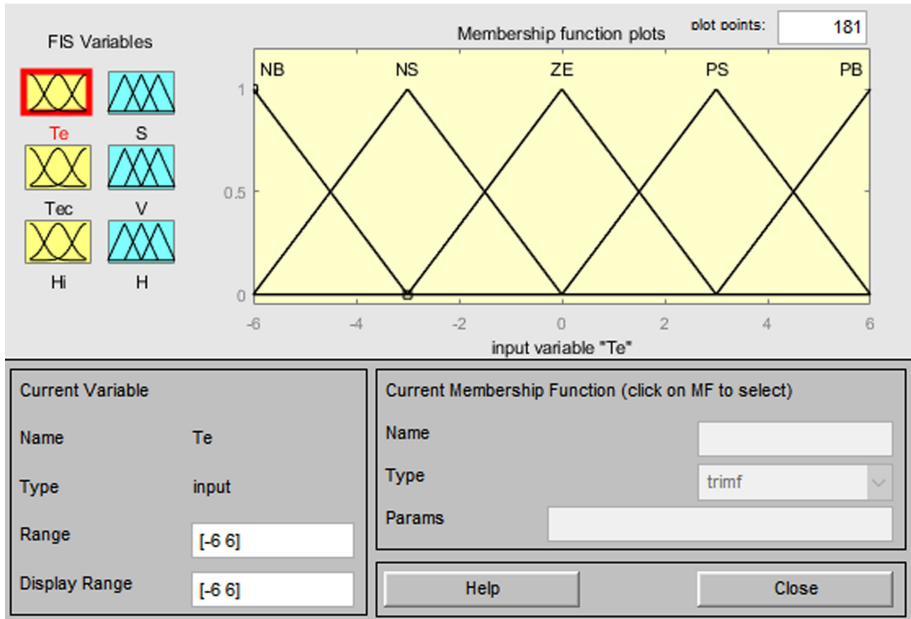 FIS Variables
Membership function plots
plot points:
181
Te
S
Tec
V
Hi
H
NB
NS
ZE
PS
PB
1
0.5
0
-6
-4
-2
0
2
4
6
input variable "Te"
Current Variable
Name
Te
Type
input
Range
[-6 6]
Display Range
[-6 6]
Current Membership Function (click on MF to select)
Name
Type
trimf
Params
Help
Close